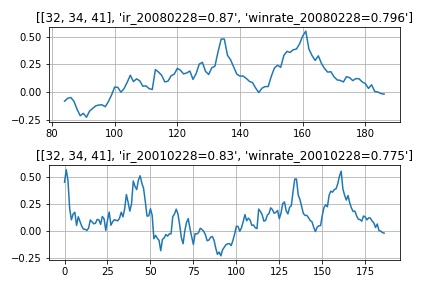 [[32, 34, 41], 'ir_20080228=0.87', 'winrate_20080228=0.796']
0.50
0.25
0.00
−0.25
80 100 120 140 160 180
[[32, 34, 41], 'ir_20010228=0.83', 'winrate_20010228=0.775']
0.50
0.25
0.00
−0.25
0 25 50 75 100 125 150 175